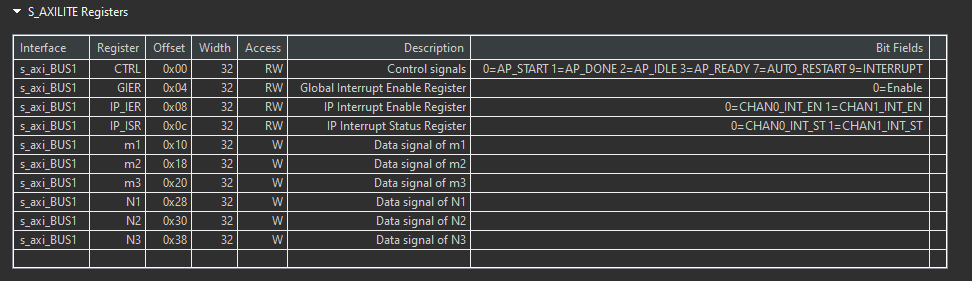 S_AXILITE Registers
Interface Register Offset Width Access Description Bit Fields
s_axi_BUS1 CTRL 0x00 32 RW Control signals 0=AP_START 1=AP_DONE 2=AP_IDLE 3=AP_READY 7=AUTO_RESTART 9=INTERRUPT
s_axi_BUS1 GIER 0x04 32 RW Global Interrupt Enable Register 0=Enable
s_axi_BUS1 IP_IER 0x08 32 RW IP Interrupt Enable Register 0=CHAN0_INT_EN 1=CHAN1_INT_EN
s_axi_BUS1 IP_ISR 0x0c 32 RW IP Interrupt Status Register 0=CHAN0_INT_ST 1=CHAN1_INT_ST
s_axi_BUS1 m1 0x10 32 W Data signal of m1
s_axi_BUS1 m2 0x18 32 W Data signal of m2
s_axi_BUS1 m3 0x20 32 W Data signal of m3
s_axi_BUS1 N1 0x28 32 W Data signal of N1
s_axi_BUS1 N2 0x30 32 W Data signal of N2
s_axi_BUS1 N3 0x38 32 W Data signal of N3